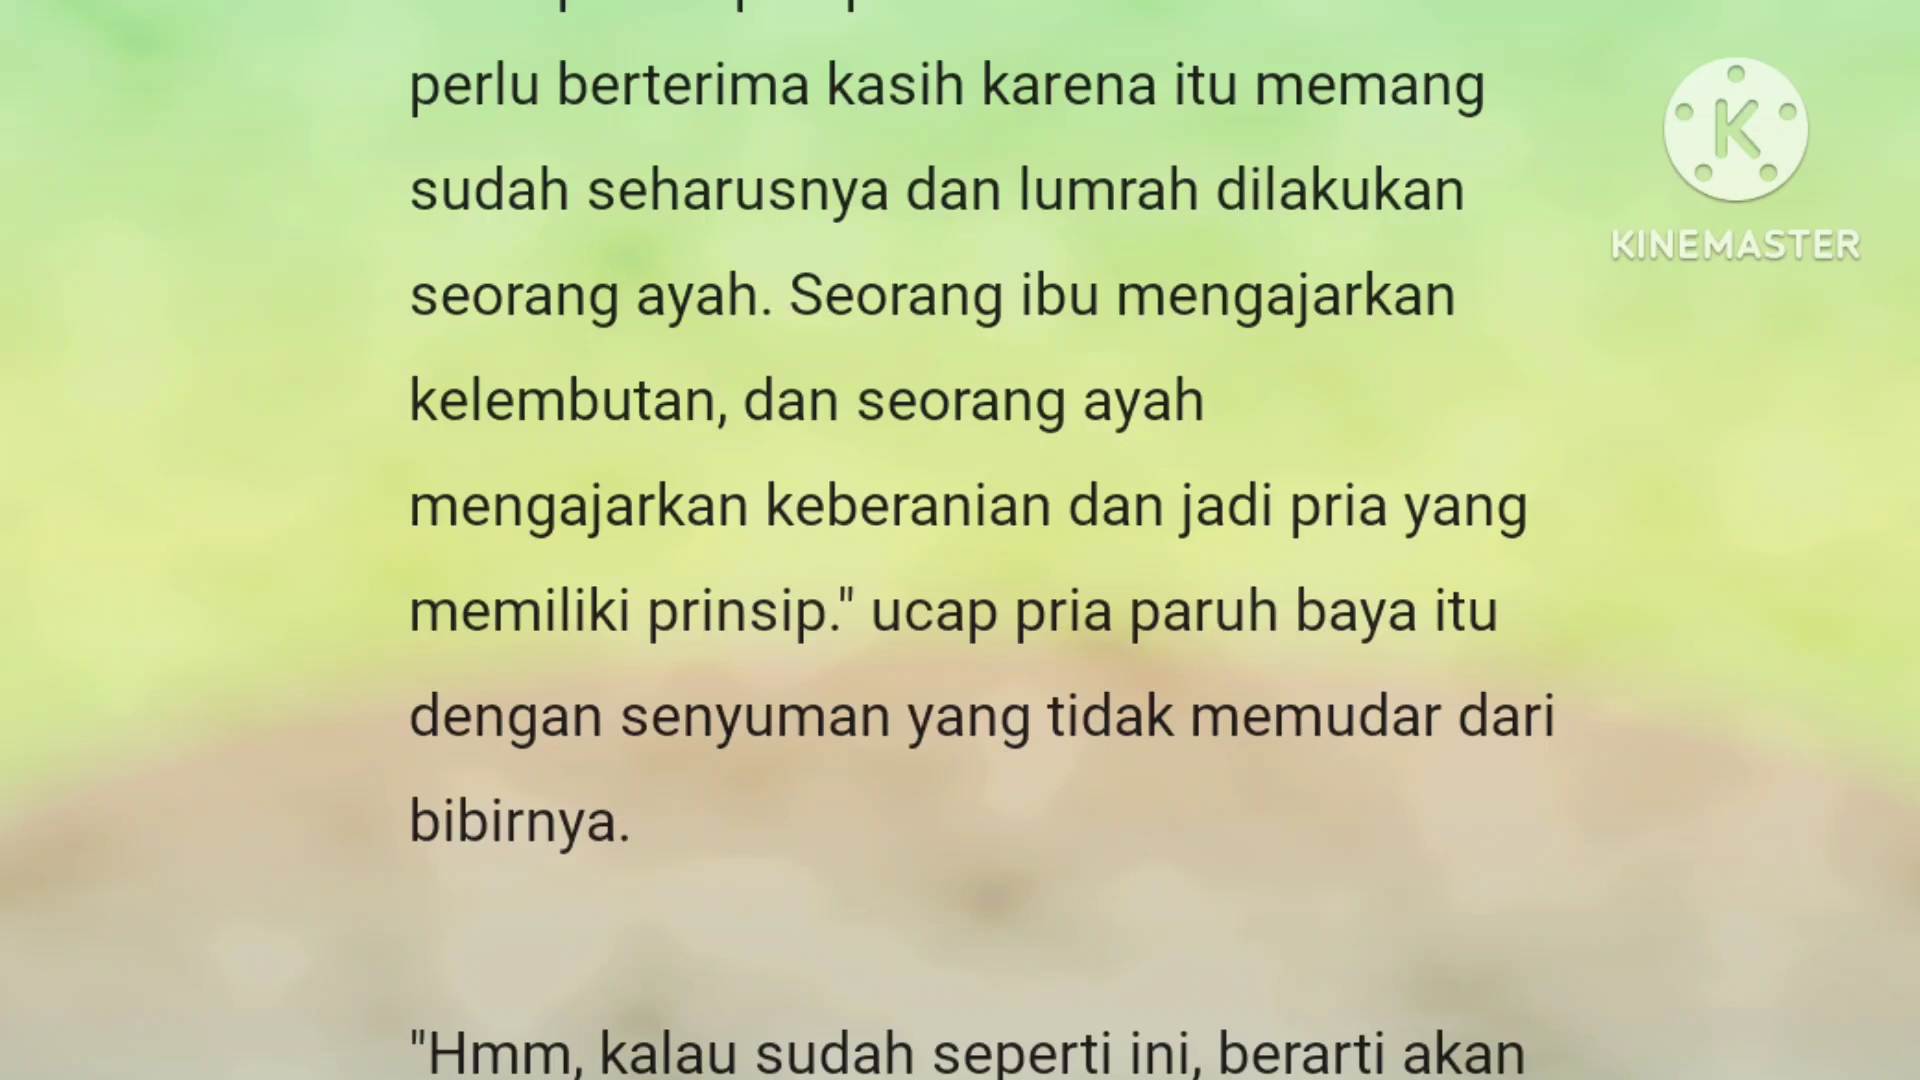 perlu berterima kasih karena itu memang
sudah seharusnya dan lumrah dilakukan
seorang ayah. Seorang ibu mengajarkan
kelembutan, dan seorang ayah
mengajarkan keberanian dan jadi pria yang
memiliki prinsip." ucap pria paruh baya itu
dengan senyuman yang tidak memudar dari
bibirnya.
"Hmm, kalau sudah seperti ini, berarti akan
K
KINEMASTER